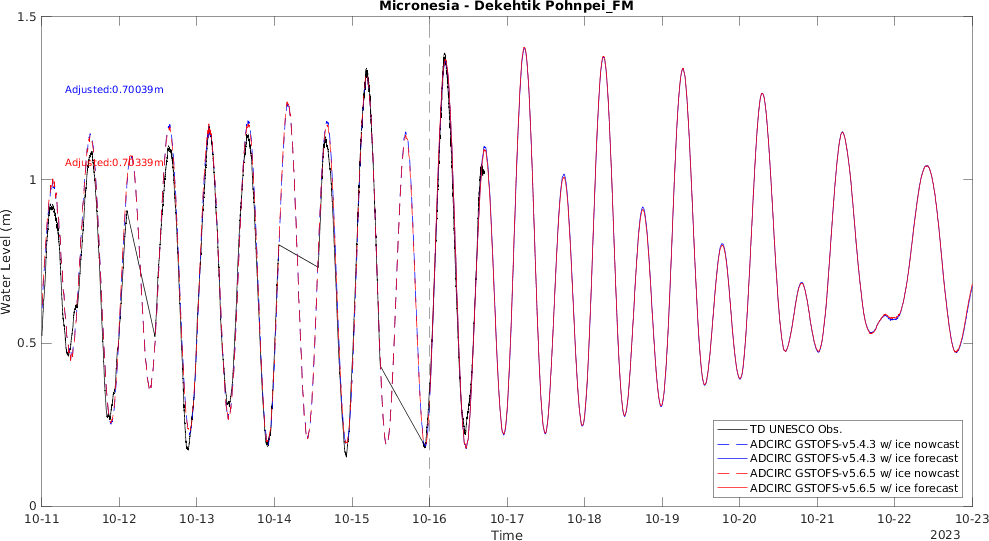 Micronesia - Dekehtik Pohnpei_FM
Water Level (m)
1.5
1
0.5
0
Adjusted:0.70039m
Adjusted:0.70339m
TD UNESCO Obs.
ADCIRC GSTOFS-v5.4.3 w/ ice nowcast
ADCIRC GSTOFS-v5.4.3 w/ ice forecast
ADCIRC GSTOFS-v5.6.5 w/ ice nowcast
ADCIRC GSTOFS-v5.6.5 w/ ice forecast
10-11 10-12 10-13 10-14 10-15 10-16 10-17 10-18 10-19 10-20 10-21 10-22 10-23
Time
2023